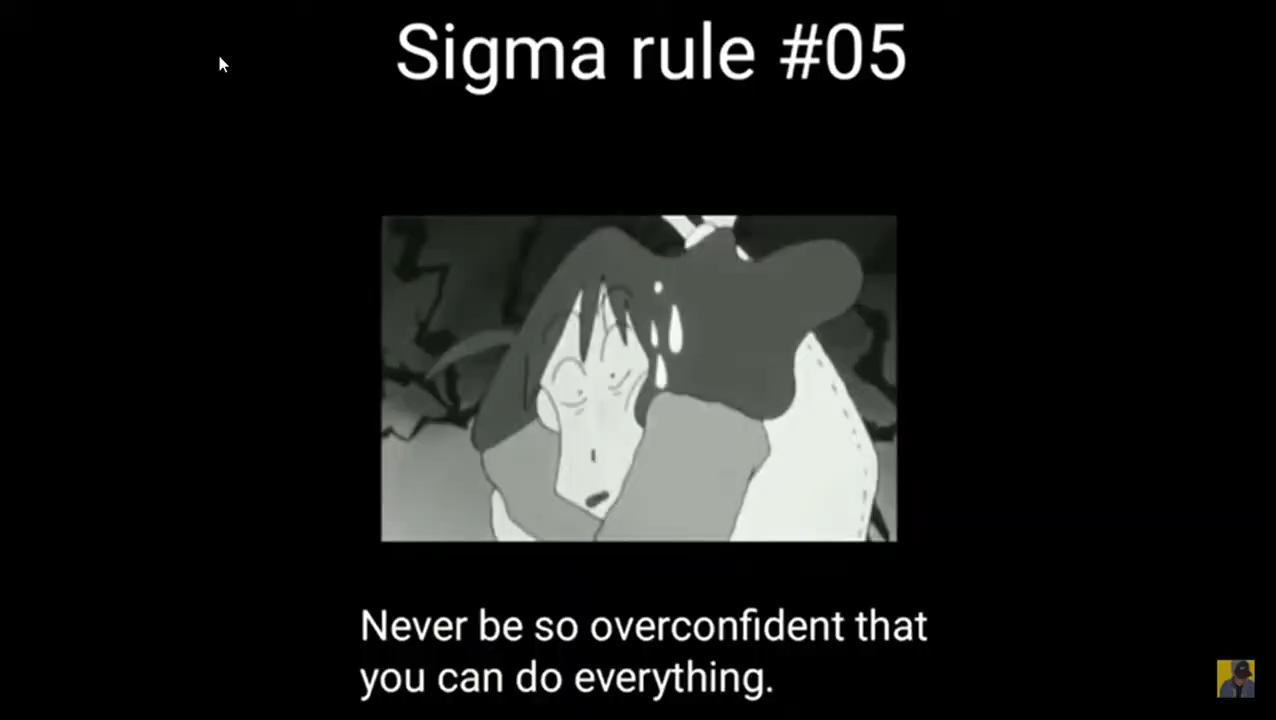 Sigma rule #05
Never be so overconfident that
you can do everything.